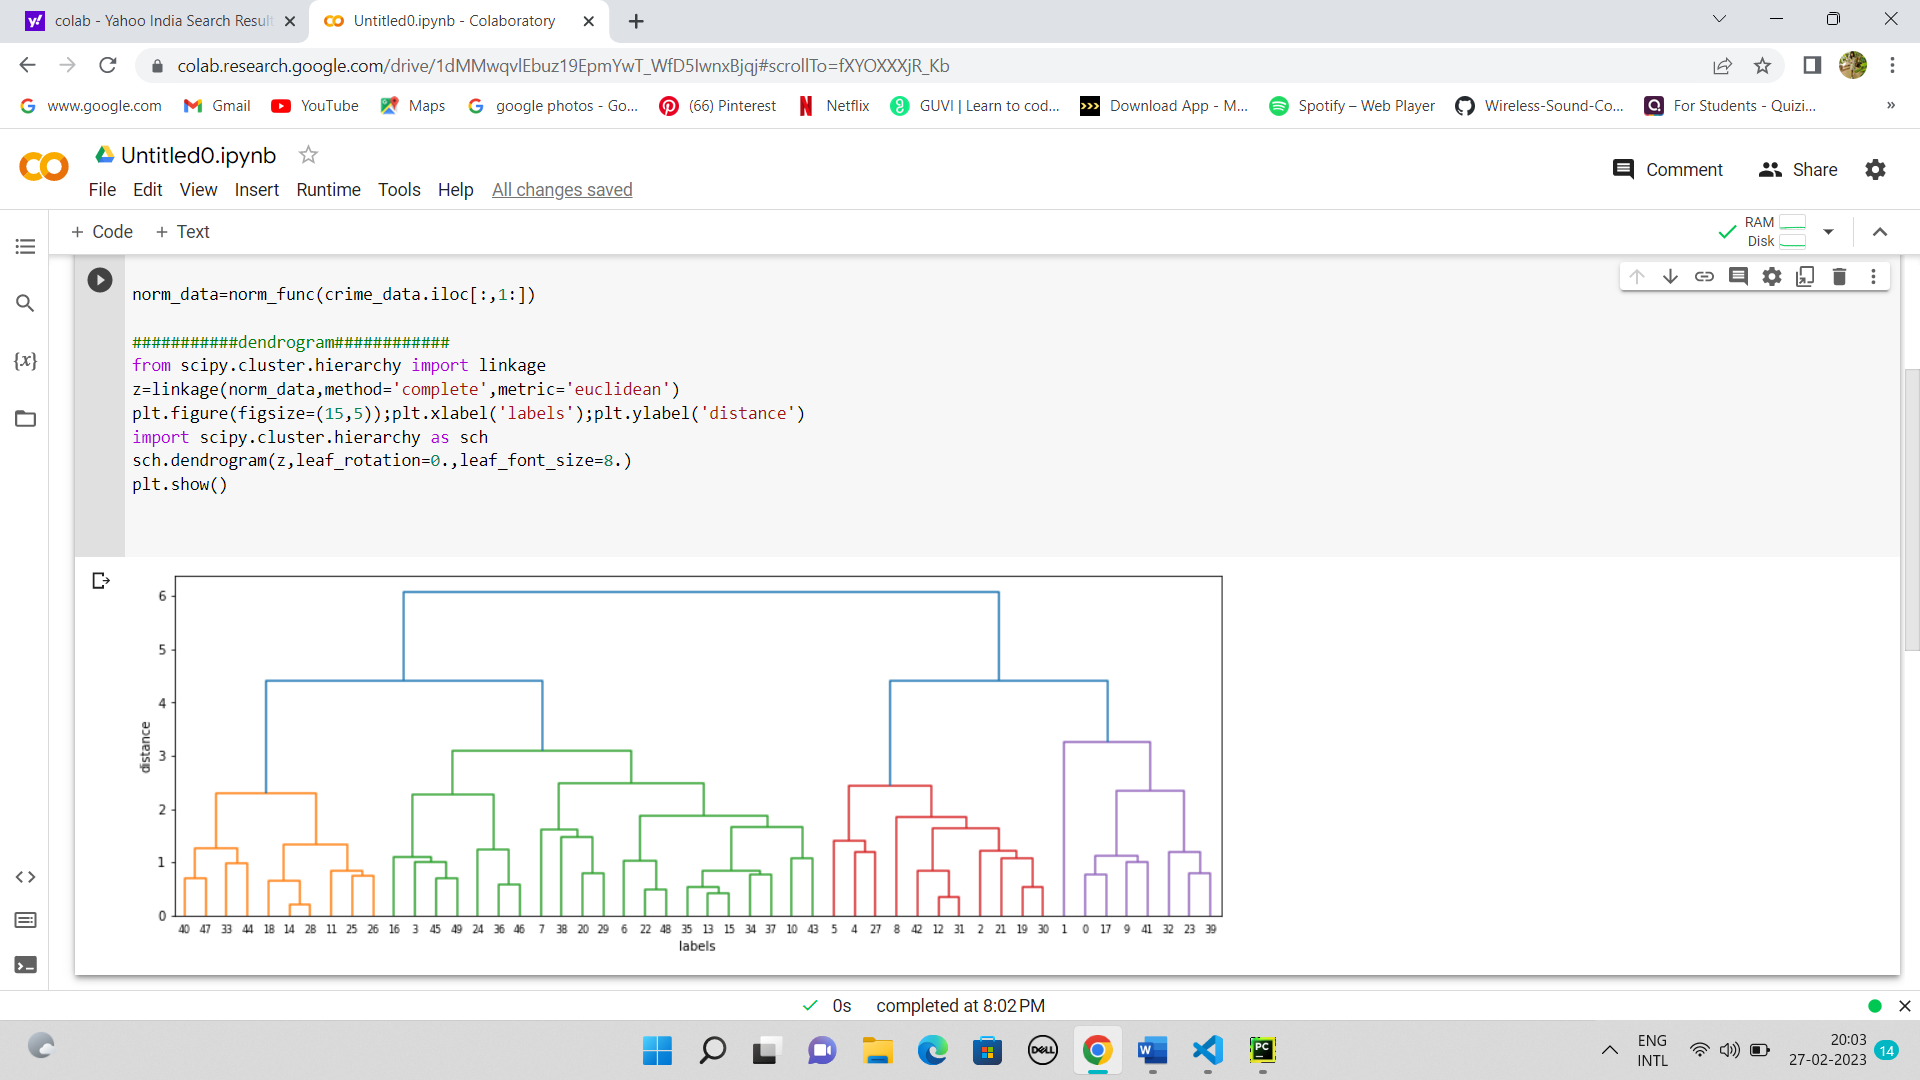 colab - Yahoo India Search Result
Untitled0.ipynb - Colaboratory
colab.research.google.com/drive/1dMMwqvlEbuz19EpmYwT_WfD5IwnxBjqj#scrollTo=fXYOXXXjR_Kb
www.google.com Gmail YouTube Maps google photos - Go... (66) Pinterest Netflix GUVI | Learn to cod... Download App - M... Spotify – Web Player Wireless-Sound-Co... For Students - Quizi... »
Untitled0.ipynb
File Edit View Insert Runtime Tools Help All changes saved
Comment Share
+ Code + Text
RAM
Disk
norm_data=norm_func(crime_data.iloc[:,1:])
###########dendrogram############
from scipy.cluster.hierarchy import linkage
z=linkage(norm_data,method='complete',metric='euclidean')
plt.figure(figsize=(15,5));plt.xlabel('labels');plt.ylabel('distance')
import scipy.cluster.hierarchy as sch
sch.dendrogram(z,leaf_rotation=0.,leaf_font_size=8.)
plt.show()
{x}
6
5
4
3
2
1
0
distance
40 47 33 44 18 14 28 11 25 26 16 3 45 49 24 36 46 7 38 20 29 6 22 48 35 13 15 34 37 10 43 5 4 27 8 42 12 31 2 21 19 30 1 0 17 9 41 32 23 39
labels
0s completed at 8:02 PM
DELL
W
PC
ENG
INTL
20:03
27-02-2023
14